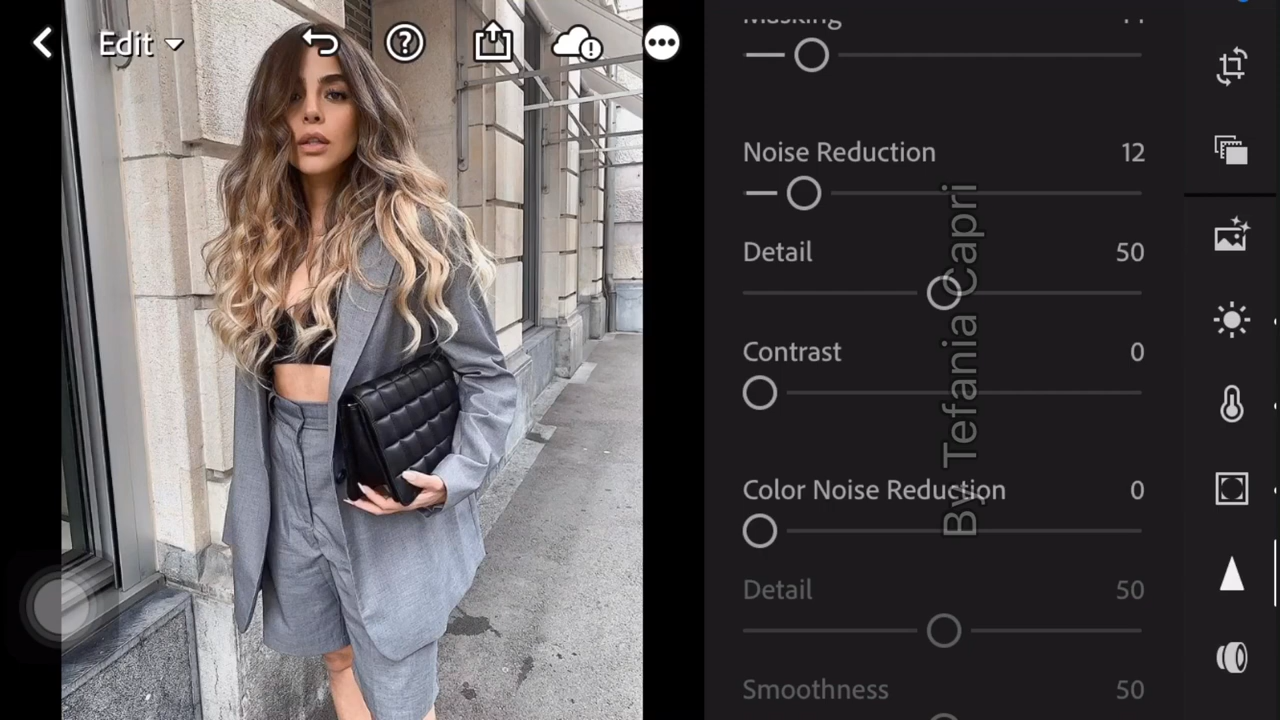 Edit
Masking
Noise Reduction 12
Detail 50
Contrast 0
Color Noise Reduction 0
Detail 50
Smoothness 50
By Tefania Capri